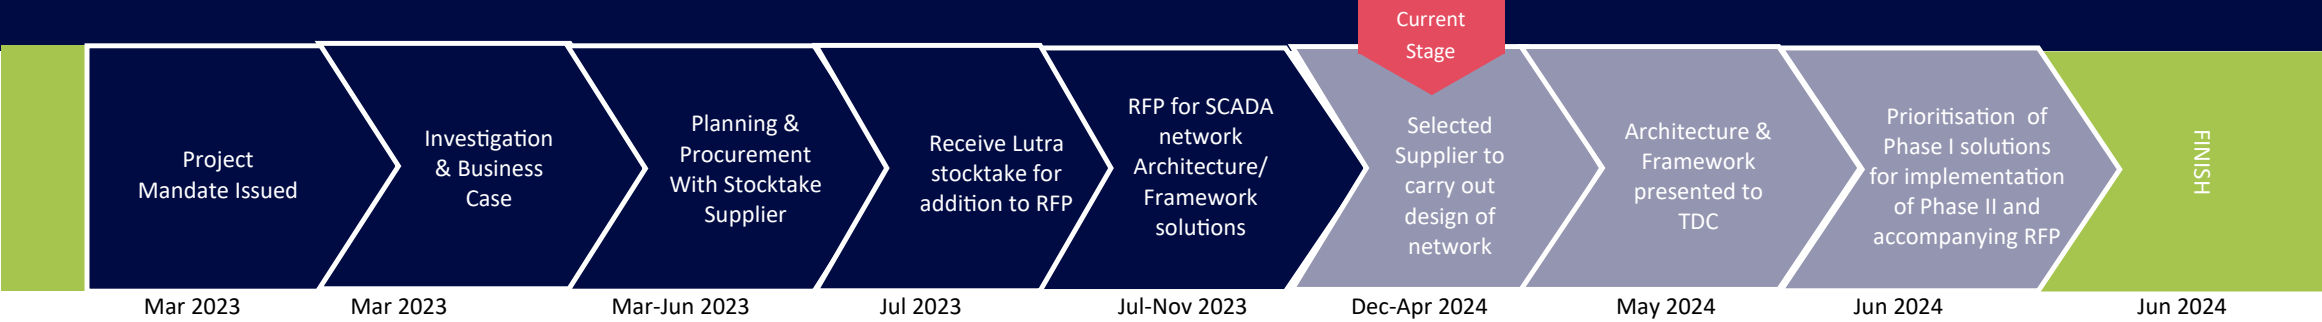 Current
Stage
Project
Mandate Issued
Investigation
& Business
Case
Planning &
Procurement
With Stocktake
Supplier
Receive Lutra
stocktake for
addition to RFP
RFP for SCADA
network
Architecture/
Framework
solutions
Selected
Supplier to
carry out
design of
network
Architecture &
Framework
presented to
TDC
Prioritisation of
Phase I solutions
for implementation
of Phase II and
accompanying RFP
FINISH
Mar 2023
Mar 2023
Mar-Jun 2023
Jul 2023
Jul-Nov 2023
Dec-Apr 2024
May 2024
Jun 2024
Jun 2024